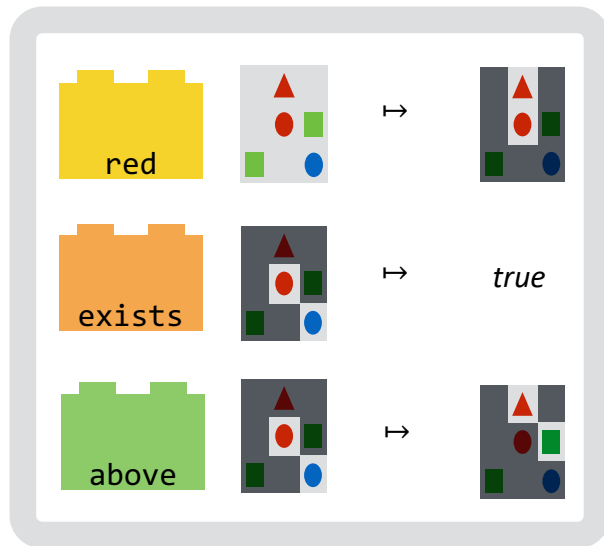 red ↦
exists ↦ true
above ↦